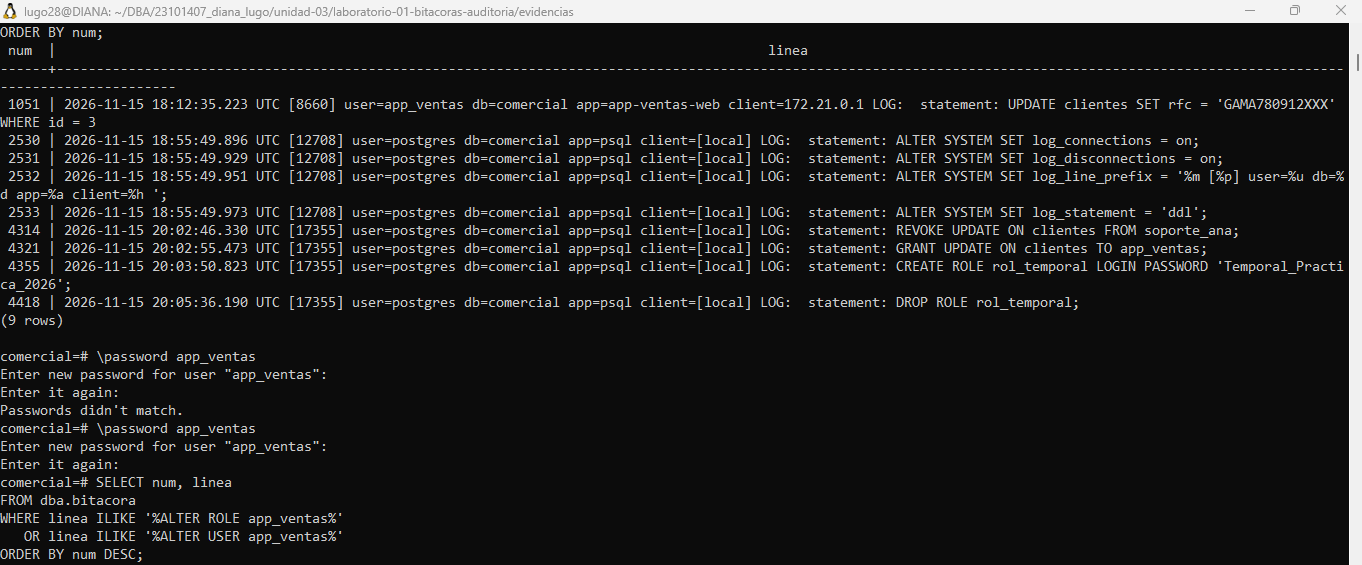 lugo28@DIANA: ~/DBA/23101407_diana_lugo/unidad-03/laboratorio-01-bitacoras-auditoria/evidencias
ORDER BY num;
 num  |                                                                                         linea
------+-----------------------------------------------------------------------------------------------------------------------------------------------------------------
----------------------
 1051 | 2026-11-15 18:12:35.223 UTC [8660] user=app_ventas db=comercial app=app-ventas-web client=172.21.0.1 LOG:  statement: UPDATE clientes SET rfc = 'GAMA780912XXX'
WHERE id = 3
 2530 | 2026-11-15 18:55:49.896 UTC [12708] user=postgres db=comercial app=psql client=[local] LOG:  statement: ALTER SYSTEM SET log_connections = on;
 2531 | 2026-11-15 18:55:49.929 UTC [12708] user=postgres db=comercial app=psql client=[local] LOG:  statement: ALTER SYSTEM SET log_disconnections = on;
 2532 | 2026-11-15 18:55:49.951 UTC [12708] user=postgres db=comercial app=psql client=[local] LOG:  statement: ALTER SYSTEM SET log_line_prefix = '%m [%p] user=%u db=%
d app=%a client=%h ';
 2533 | 2026-11-15 18:55:49.973 UTC [12708] user=postgres db=comercial app=psql client=[local] LOG:  statement: ALTER SYSTEM SET log_statement = 'ddl';
 4314 | 2026-11-15 20:02:46.330 UTC [17355] user=postgres db=comercial app=psql client=[local] LOG:  statement: REVOKE UPDATE ON clientes FROM soporte_ana;
 4321 | 2026-11-15 20:02:55.473 UTC [17355] user=postgres db=comercial app=psql client=[local] LOG:  statement: GRANT UPDATE ON clientes TO app_ventas;
 4355 | 2026-11-15 20:03:50.823 UTC [17355] user=postgres db=comercial app=psql client=[local] LOG:  statement: CREATE ROLE rol_temporal LOGIN PASSWORD 'Temporal_Practi
ca_2026';
 4418 | 2026-11-15 20:05:36.190 UTC [17355] user=postgres db=comercial app=psql client=[local] LOG:  statement: DROP ROLE rol_temporal;
(9 rows)

comercial=# \password app_ventas
Enter new password for user "app_ventas":
Enter it again:
Passwords didn't match.
comercial=# \password app_ventas
Enter new password for user "app_ventas":
Enter it again:
comercial=# SELECT num, linea
FROM dba.bitacora
WHERE linea ILIKE '%ALTER ROLE app_ventas%'
   OR linea ILIKE '%ALTER USER app_ventas%'
ORDER BY num DESC;